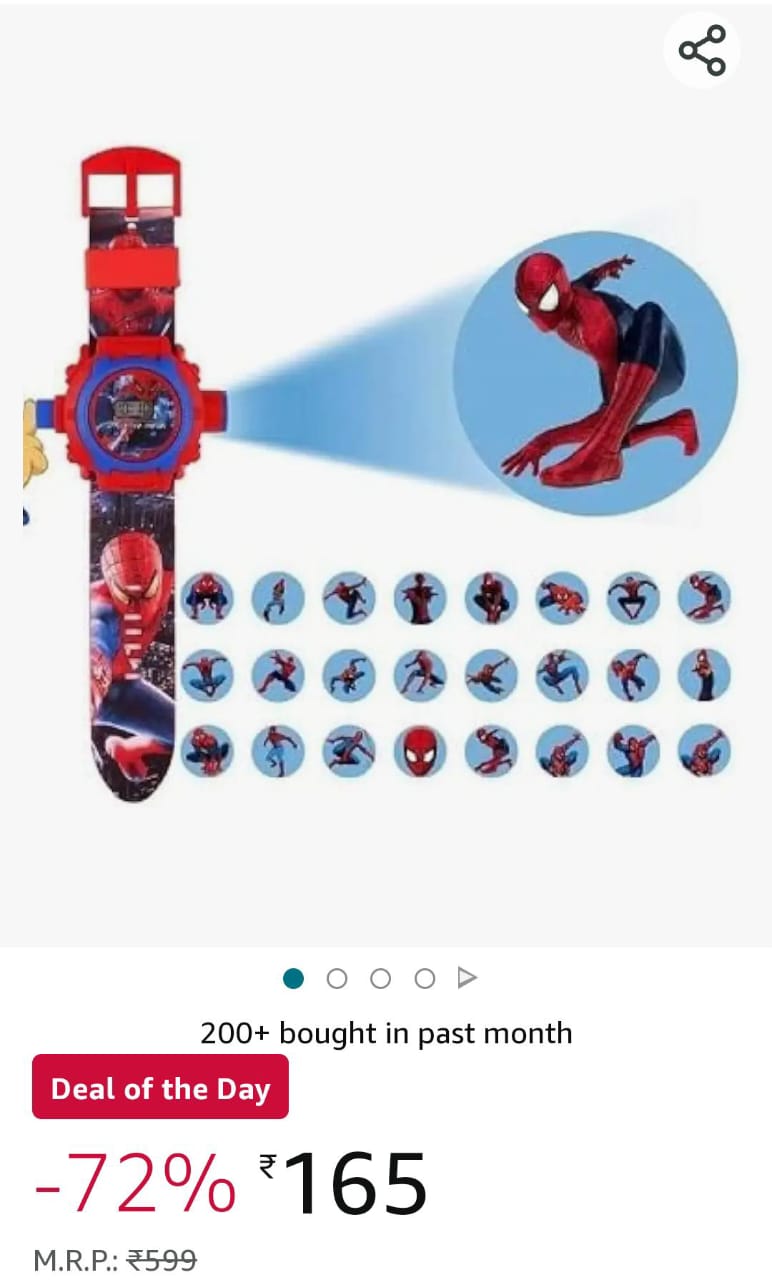 200+ bought in past month
Deal of the Day
-72% ₹165
M.R.P.: ₹599